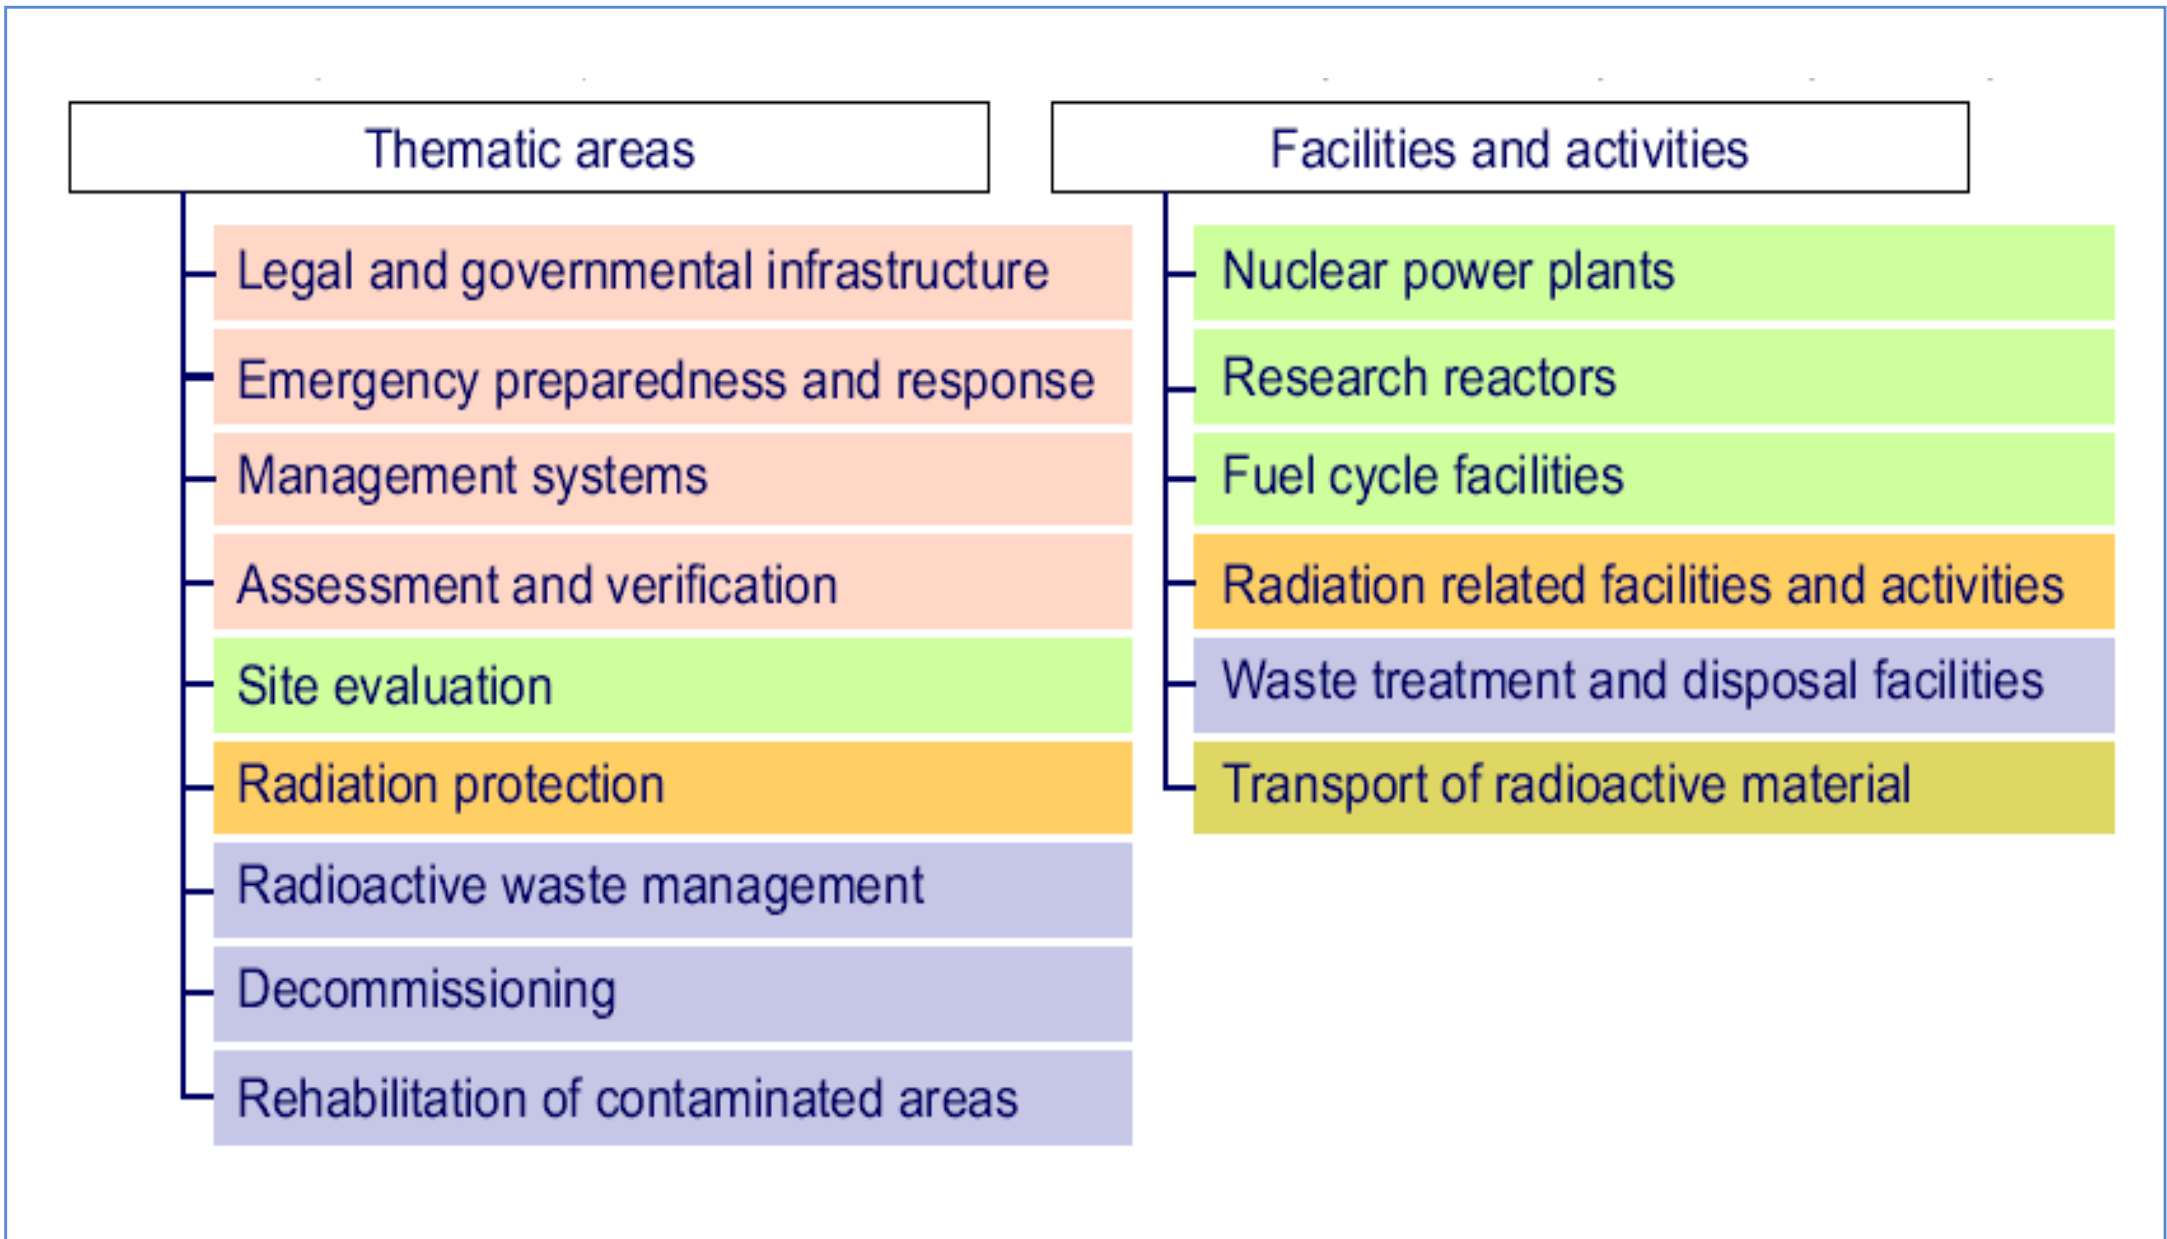 Thematic areas
Legal and governmental infrastructure
Emergency preparedness and response
Management systems
Assessment and verification
Site evaluation
Radiation protection
Radioactive waste management
Decommissioning
Rehabilitation of contaminated areas
Facilities and activities
Nuclear power plants
Research reactors
Fuel cycle facilities
Radiation related facilities and activities
Waste treatment and disposal facilities
Transport of radioactive material